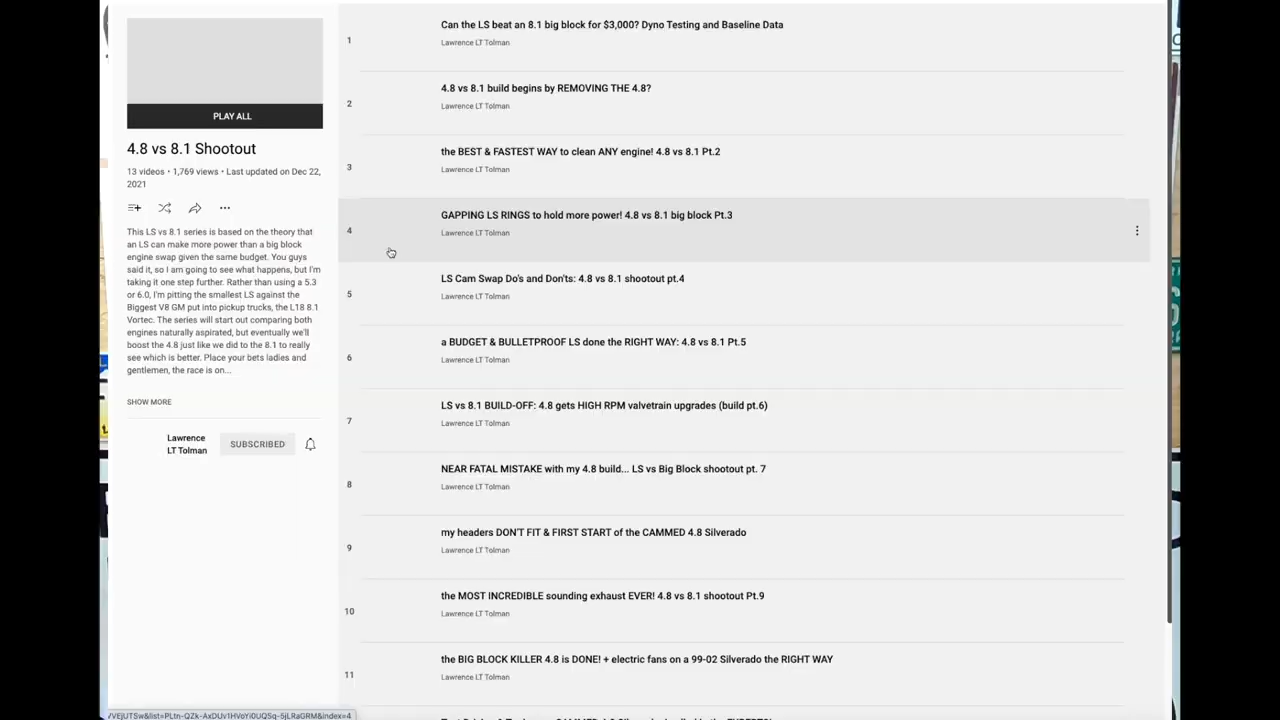 PLAY ALL
4.8 vs 8.1 Shootout
13 videos • 1,769 views • Last updated on Dec 22,
2021
This LS vs 8.1 series is based on the theory that
an LS can make more power than a big block
engine swap given the same budget. You guys
said it, so I am going to see what happens, but I'm
taking it one step further. Rather than using a 5.3
or 6.0, I'm pitting the smallest LS against the
Biggest V8 GM put into pickup trucks, the L18 8.1
Vortec. The series will start out comparing both
engines naturally aspirated, but eventually we'll
boost the 4.8 just like we did to the 8.1 to really
see which is better. Place your bets ladies and
gentlemen, the race is on...
SHOW MORE
Lawrence
LT Tolman
SUBSCRIBED
1
Can the LS beat an 8.1 big block for $3,000? Dyno Testing and Baseline Data
Lawrence LT Tolman
2
4.8 vs 8.1 build begins by REMOVING THE 4.8?
Lawrence LT Tolman
3
the BEST & FASTEST WAY to clean ANY engine! 4.8 vs 8.1 Pt.2
Lawrence LT Tolman
4
GAPPING LS RINGS to hold more power! 4.8 vs 8.1 big block Pt.3
Lawrence LT Tolman
5
LS Cam Swap Do's and Don'ts: 4.8 vs 8.1 shootout pt.4
Lawrence LT Tolman
6
a BUDGET & BULLETPROOF LS done the RIGHT WAY: 4.8 vs 8.1 Pt.5
Lawrence LT Tolman
7
LS vs 8.1 BUILD-OFF: 4.8 gets HIGH RPM valvetrain upgrades (build pt.6)
Lawrence LT Tolman
8
NEAR FATAL MISTAKE with my 4.8 build... LS vs Big Block shootout pt. 7
Lawrence LT Tolman
9
my headers DON'T FIT & FIRST START of the CAMMED 4.8 Silverado
Lawrence LT Tolman
10
the MOST INCREDIBLE sounding exhaust EVER! 4.8 vs 8.1 shootout Pt.9
Lawrence LT Tolman
11
the BIG BLOCK KILLER 4.8 is DONE! + electric fans on a 99-02 Silverado the RIGHT WAY
Lawrence LT Tolman